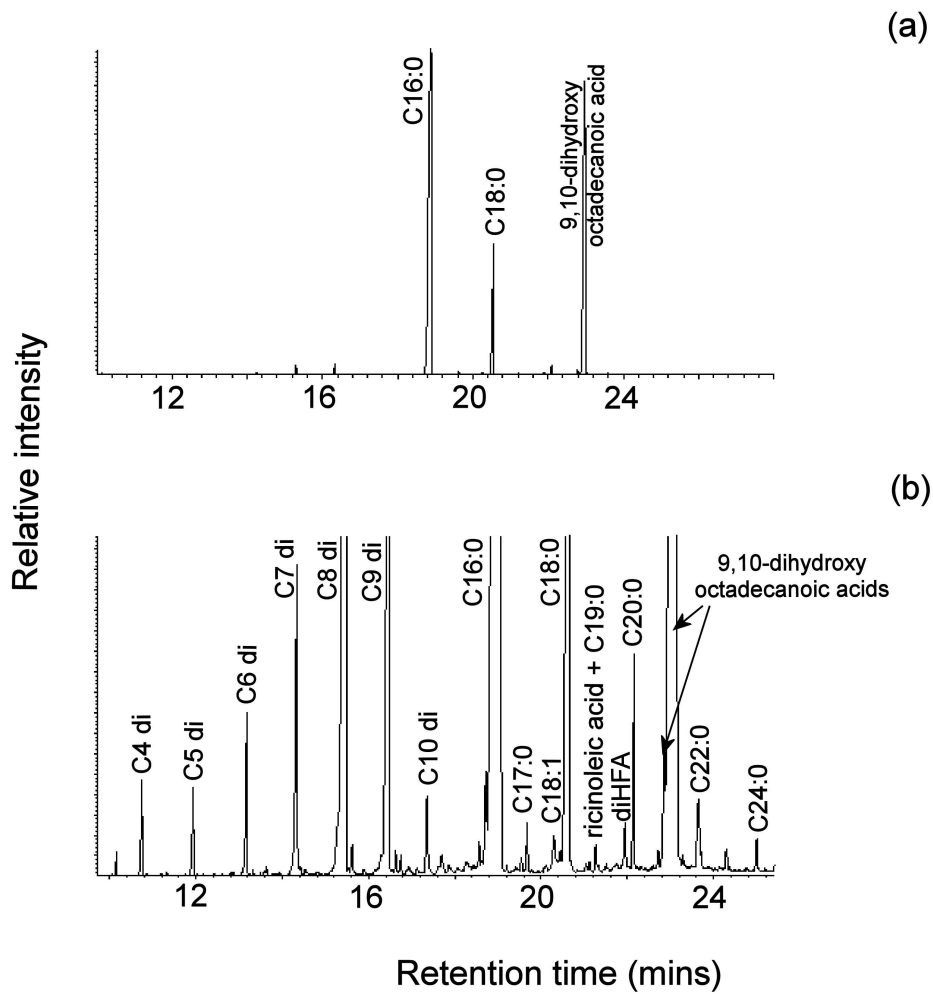 (a)
C16:0
C18:0
9,10-dihydroxy
octadecanoic acid
12 16 20 24
Relative intensity
(b)
C4 di
C5 di
C6 di
C7 di
C8 di
C9 di
C10 di
C16:0
C17:0
C18:1
C18:0
ricinoleic acid + C19:0
diHFA
C20:0
9,10-dihydroxy
octadecanoic acids
C22:0
C24:0
12 16 20 24
Retention time (mins)